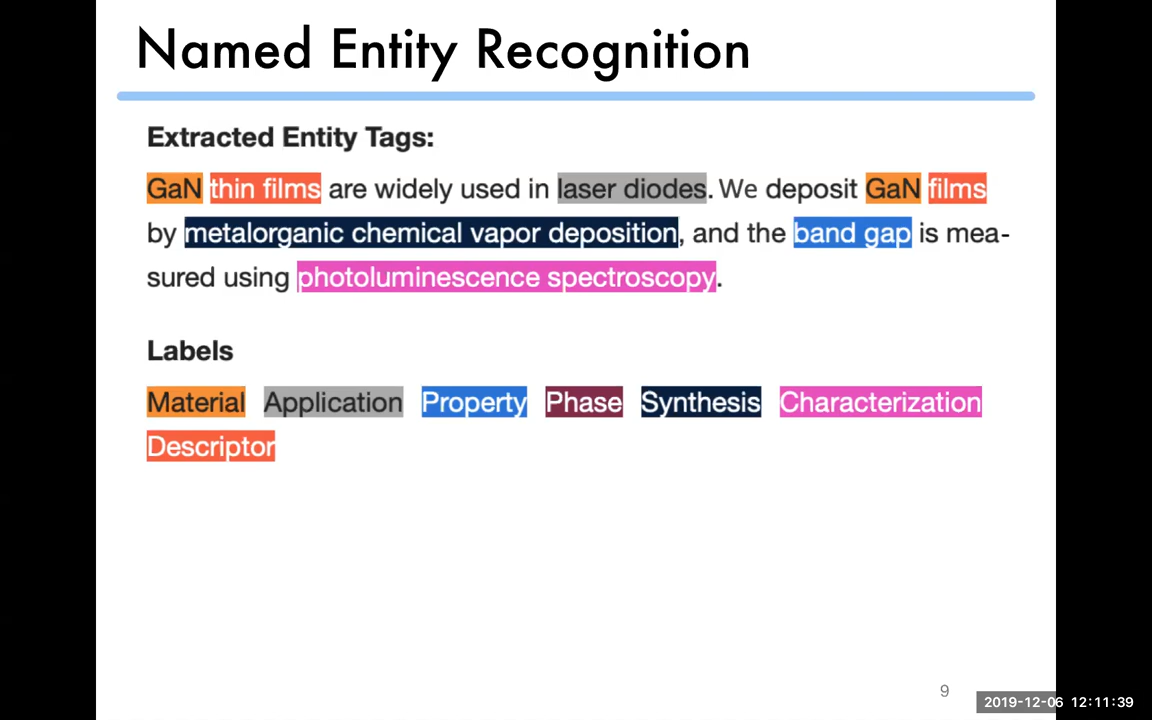 Named Entity Recognition
Extracted Entity Tags:
GaN thin films are widely used in laser diodes. We deposit GaN films
by metalorganic chemical vapor deposition, and the band gap is mea-
sured using photoluminescence spectroscopy.
Labels
Material Application Property Phase Synthesis Characterization
Descriptor
9
2019-12-06 12:11:39